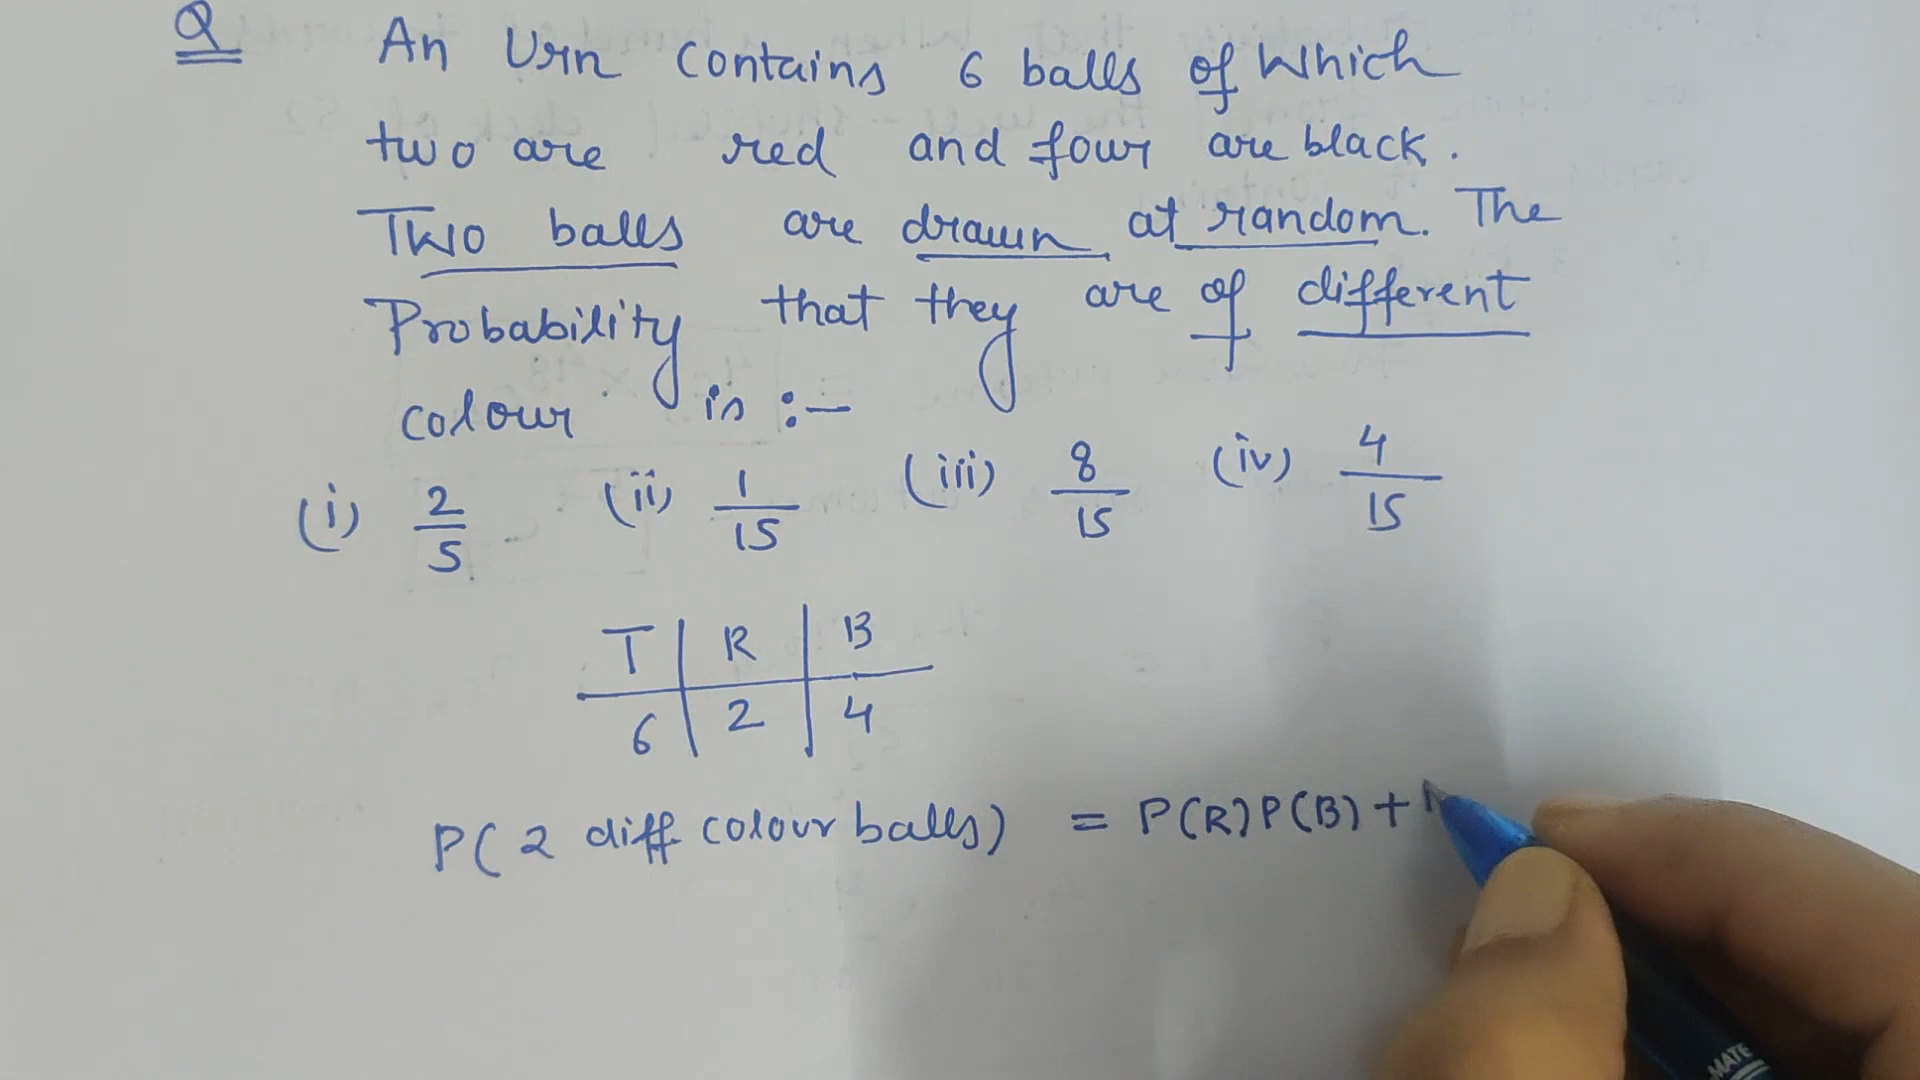 Q An Urn contains 6 balls of which
two are red and four are black.
Two balls are drawn at random. The
Probability that they are of different
colour is :-
(i) 2/5 (ii) 1/15 (iii) 8/15 (iv) 4/15
T R B
6 2 4
P(2 diff colour balls) = P(R)P(B) +
MATE